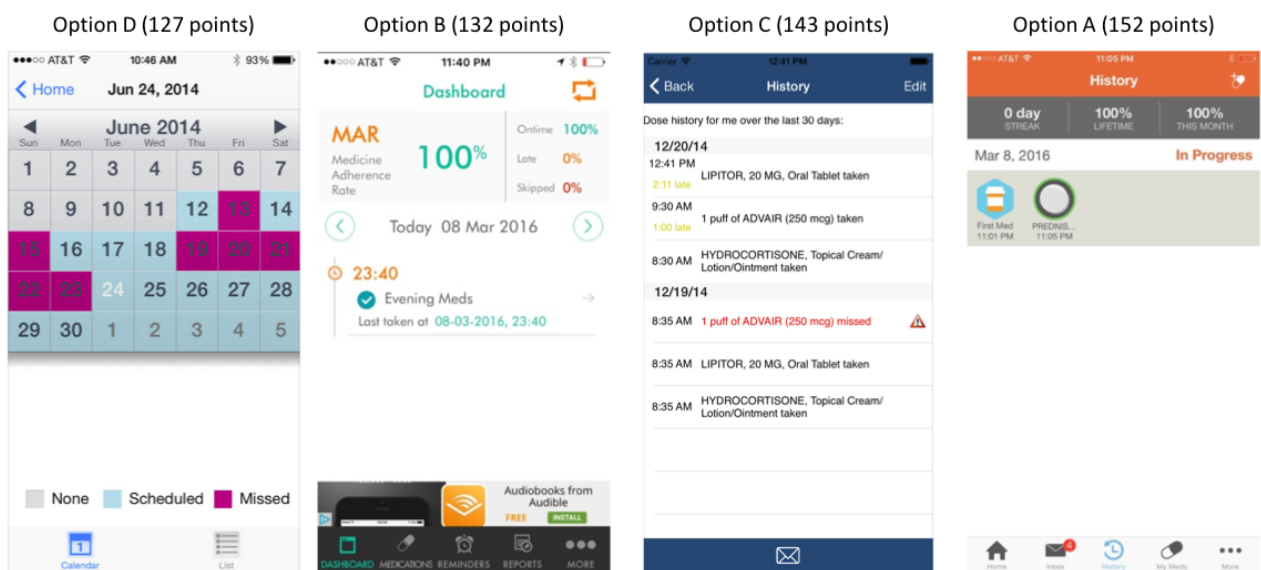 Option D (127 points)
Option B (132 points)
Option C (143 points)
Option A (152 points)
AT&T 10:46 AM 93%
Home Jun 24, 2014
June 2014
Sun Mon Tue Wed Thu Fri Sat
1 2 3 4 5 6 7
8 9 10 11 12 13 14
15 16 17 18 19 20 21
22 23 24 25 26 27 28
29 30 1 2 3 4 5
None Scheduled Missed
1
Calendar List
AT&T 11:40 PM
Dashboard
MAR
Medicine
Adherence
Rate
100%
Ontime 100%
Late 0%
Skipped 0%
Today 08 Mar 2016
23:40
Evening Meds
Last taken at 08-03-2016, 23:40
Audiobooks from
Audible
FREE INSTALL
DASHBOARD MEDICATIONS REMINDERS REPORTS MORE
Carrier 12:41 PM
Back History Edit
Dose history for me over the last 30 days:
12/20/14
12:41 PM
2:11 late
LIPITOR, 20 MG, Oral Tablet taken
9:30 AM
1:00 late
1 puff of ADVAIR (250 mcg) taken
8:30 AM HYDROCORTISONE, Topical Cream/
Lotion/Ointment taken
12/19/14
8:35 AM 1 puff of ADVAIR (250 mcg) missed
8:35 AM LIPITOR, 20 MG, Oral Tablet taken
8:35 AM HYDROCORTISONE, Topical Cream/
Lotion/Ointment taken
AT&T 11:05 PM
History
0 day 100% 100%
STREAK LIFETIME THIS MONTH
Mar 8, 2016 In Progress
First Med PREDNIS...
11:01 PM 11:05 PM
4
Home Inbox History My Meds More